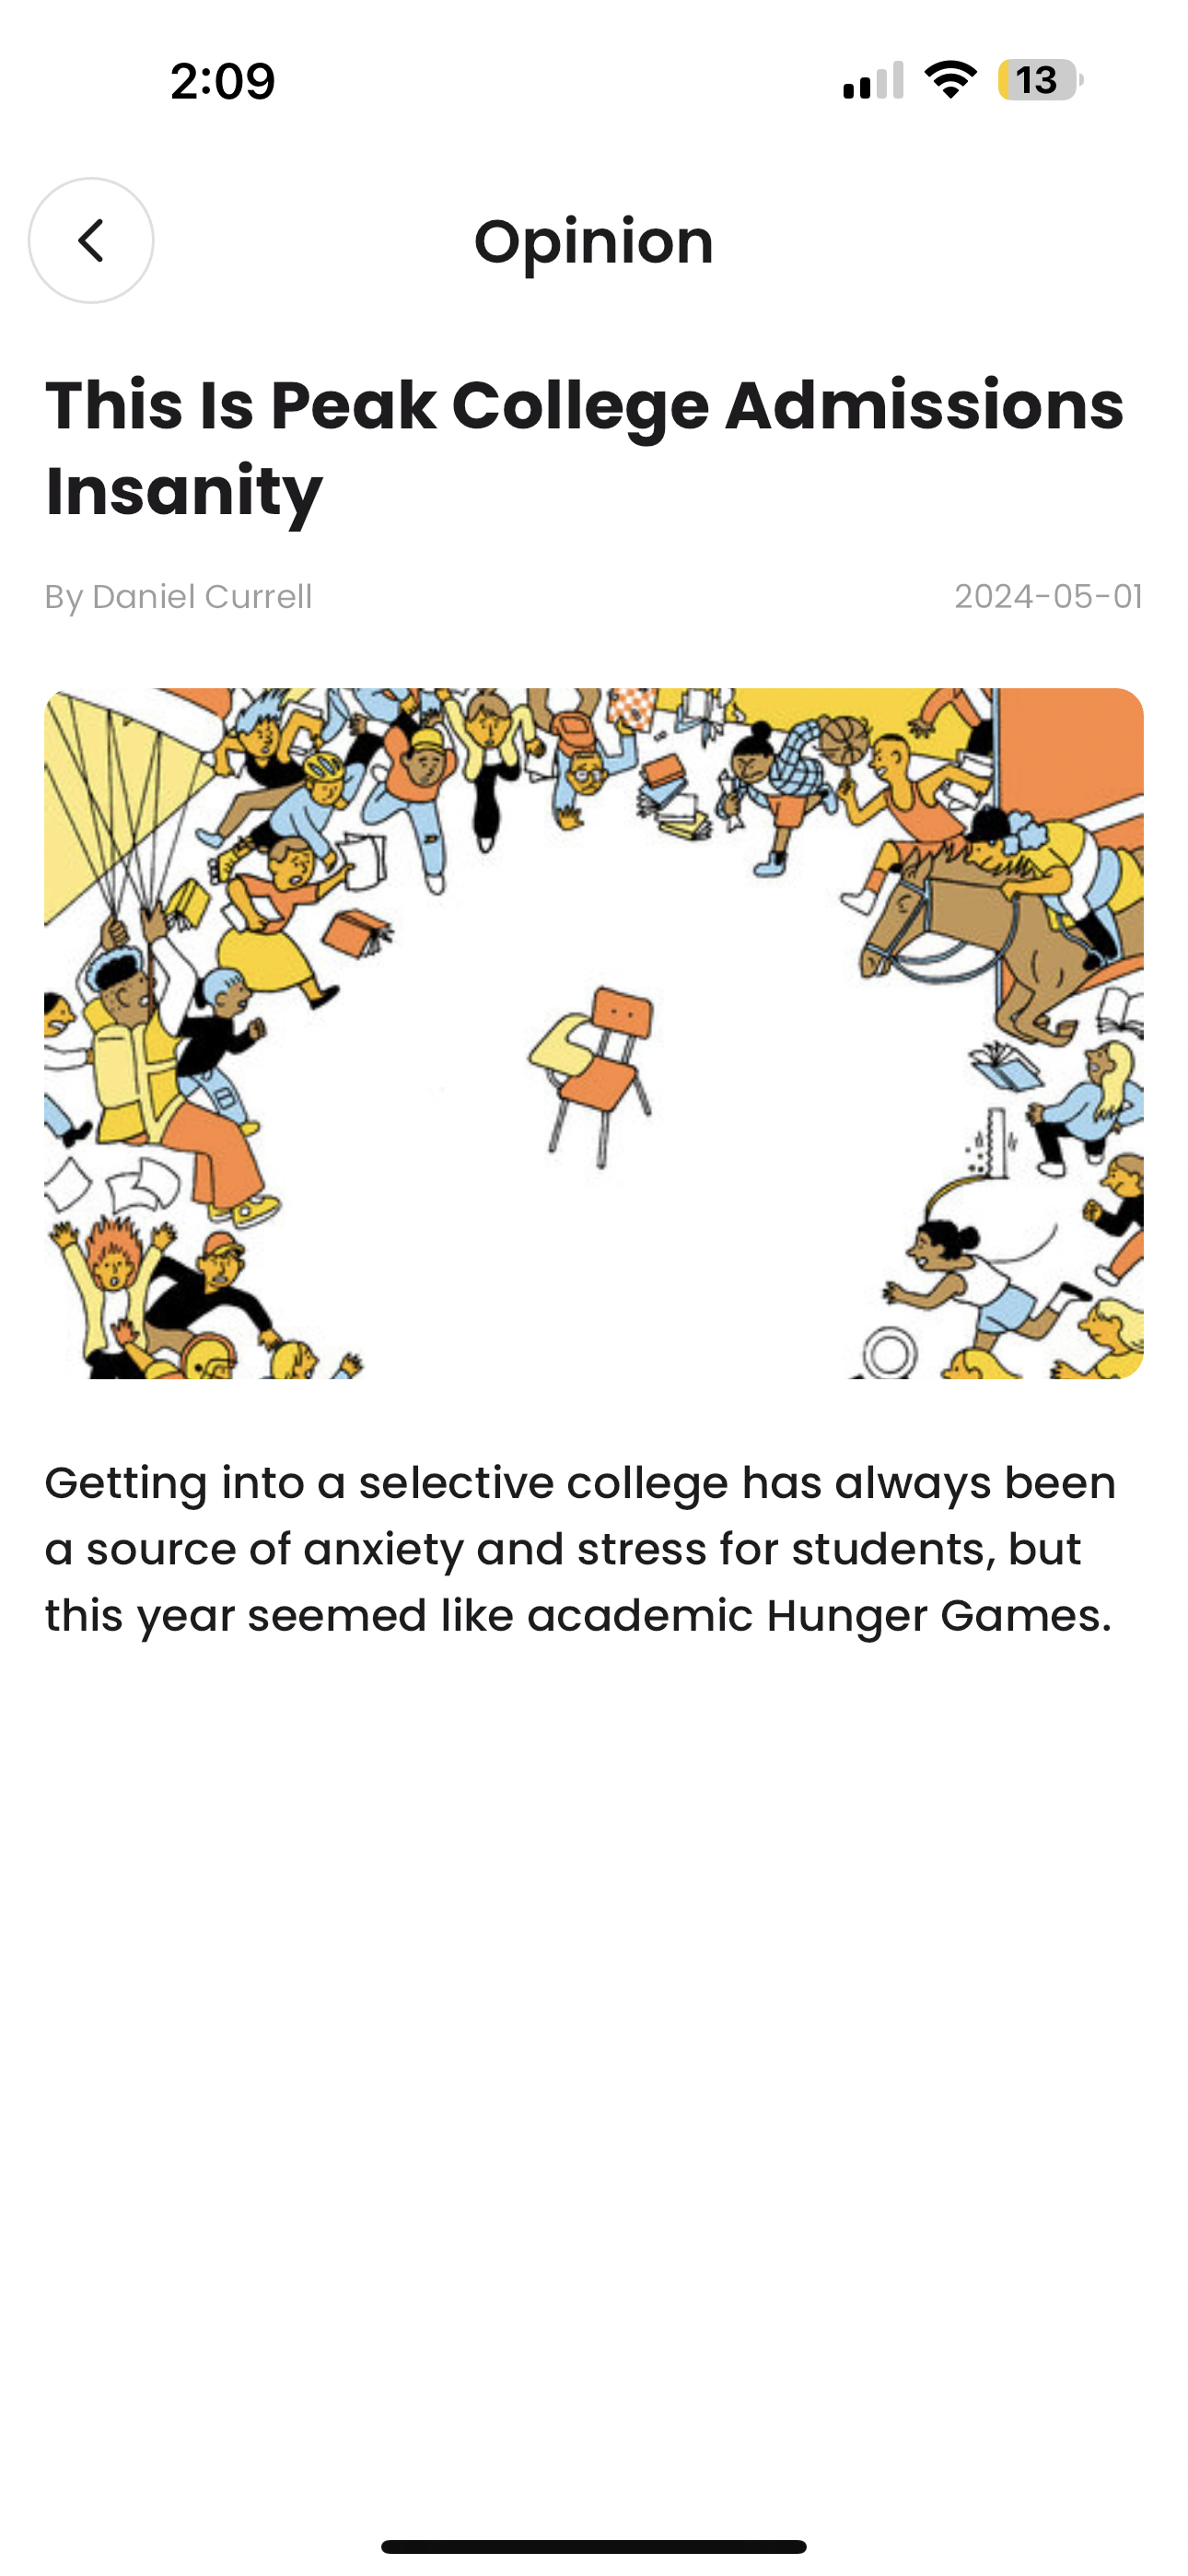 2:09
13
Opinion
This Is Peak College Admissions
Insanity
By Daniel Currell
2024-05-01
Getting into a selective college has always been
a source of anxiety and stress for students, but
this year seemed like academic Hunger Games.